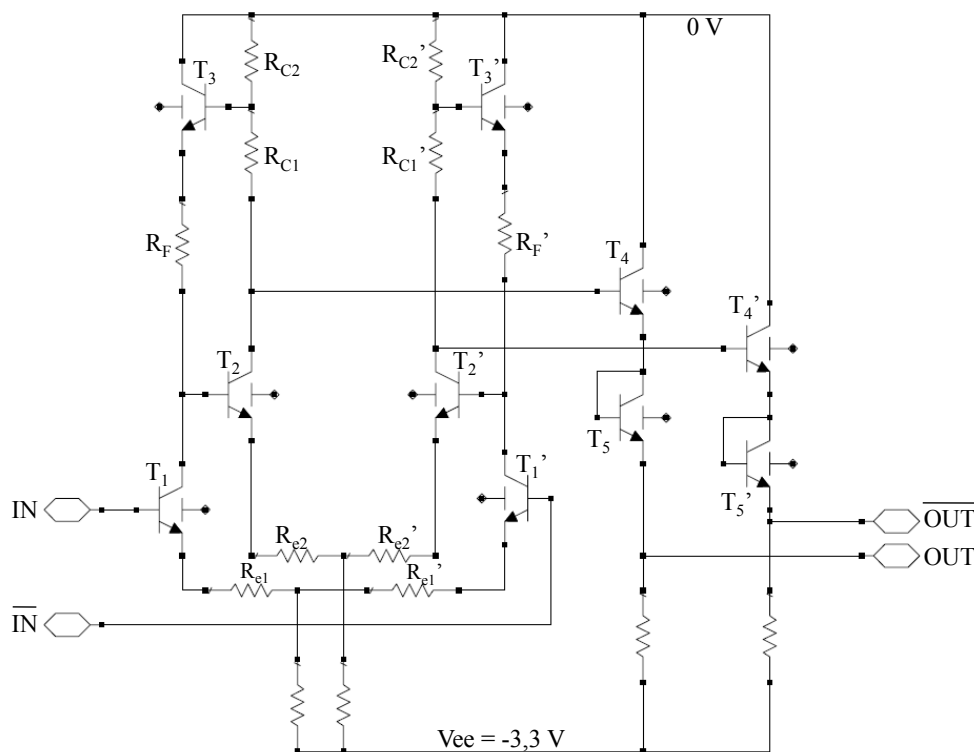 0 V
T3
RC2
RC2'
T3'
RC1
RC1'
RF
RF'
T4
T4'
T2
T2'
T5
T1
T1'
T5'
IN
OUT
Re2
Re2'
OUT
Re1
Re1'
IN
Vee = -3,3 V